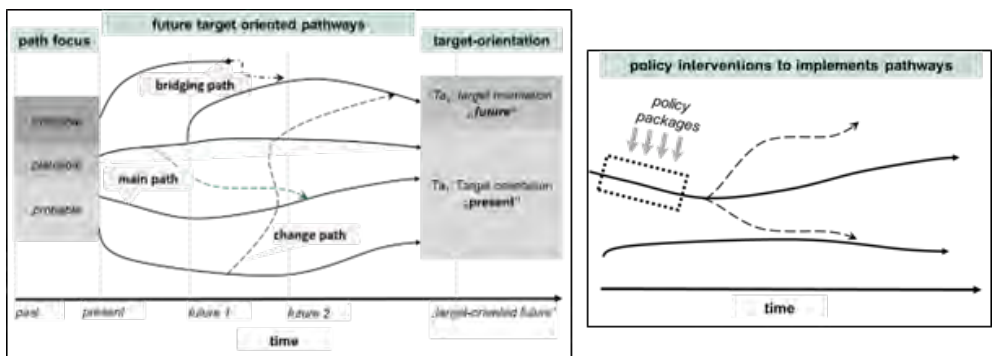 future target oriented pathways
path focus
target-orientation
bridging path
Ta, target orientation
„future“
plausible
main path
probable
Ta, Target orientation
„present“
change path
past
present
future 1
future 2
„target-oriented future“
time
policy interventions to implements pathways
policy
packages
time